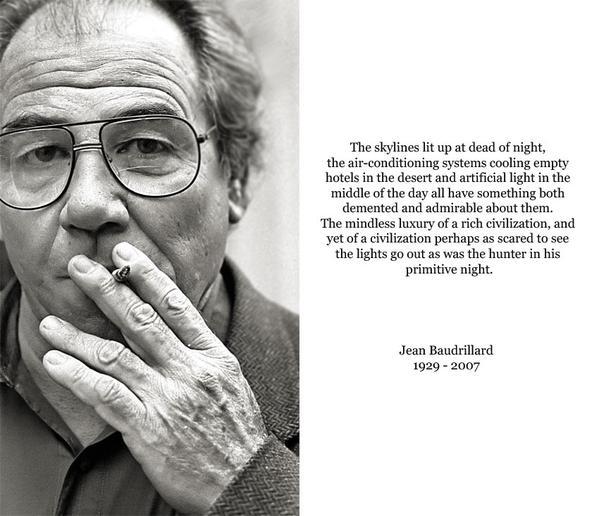 The skylines lit up at dead of night,
the air-conditioning systems cooling empty
hotels in the desert and artificial light in the
middle of the day all have something both
demented and admirable about them.
The mindless luxury of a rich civilization, and
yet of a civilization perhaps as scared to see
the lights go out as was the hunter in his
primitive night.
Jean Baudrillard
1929 - 2007